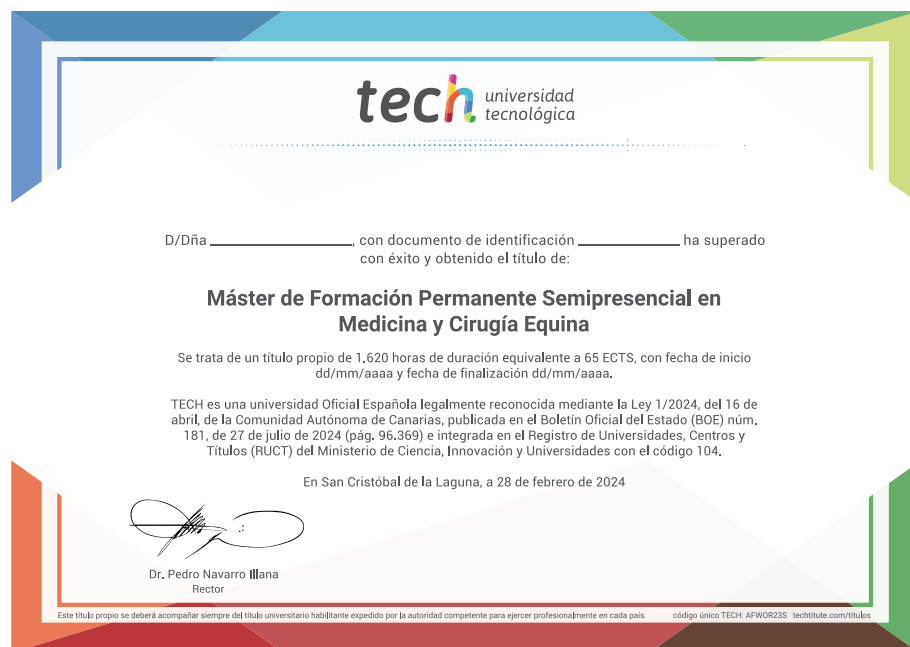 tech universidad
tecnológica
D/Dña ____________________, con documento de identificación ______________ ha superado
con éxito y obtenido el título de:
Máster de Formación Permanente Semipresencial en
Medicina y Cirugía Equina
Se trata de un título propio de 1.620 horas de duración equivalente a 65 ECTS, con fecha de inicio
dd/mm/aaaa y fecha de finalización dd/mm/aaaa.
TECH es una universidad Oficial Española legalmente reconocida mediante la Ley 1/2024, del 16 de
abril, de la Comunidad Autónoma de Canarias, publicada en el Boletín Oficial del Estado (BOE) núm.
181, de 27 de julio de 2024 (pág. 96.369) e integrada en el Registro de Universidades, Centros y
Títulos (RUCT) del Ministerio de Ciencia, Innovación y Universidades con el código 104.
En San Cristóbal de la Laguna, a 28 de febrero de 2024
Dr. Pedro Navarro Illana
Rector
Este título propio se deberá acompañar siempre del título universitario habilitante expedido por la autoridad competente para ejercer profesionalmente en cada país. código único TECH: AFWOR23S techtitute.com/titulos